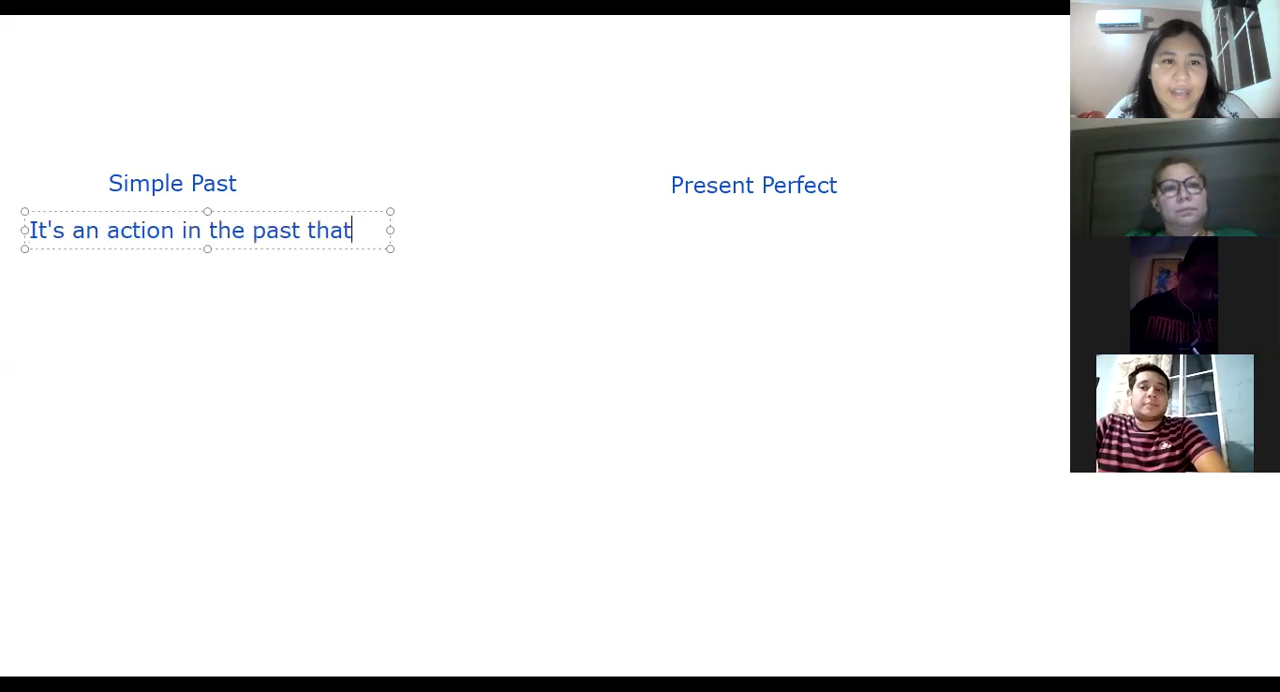 Simple Past
Present Perfect
It's an action in the past that